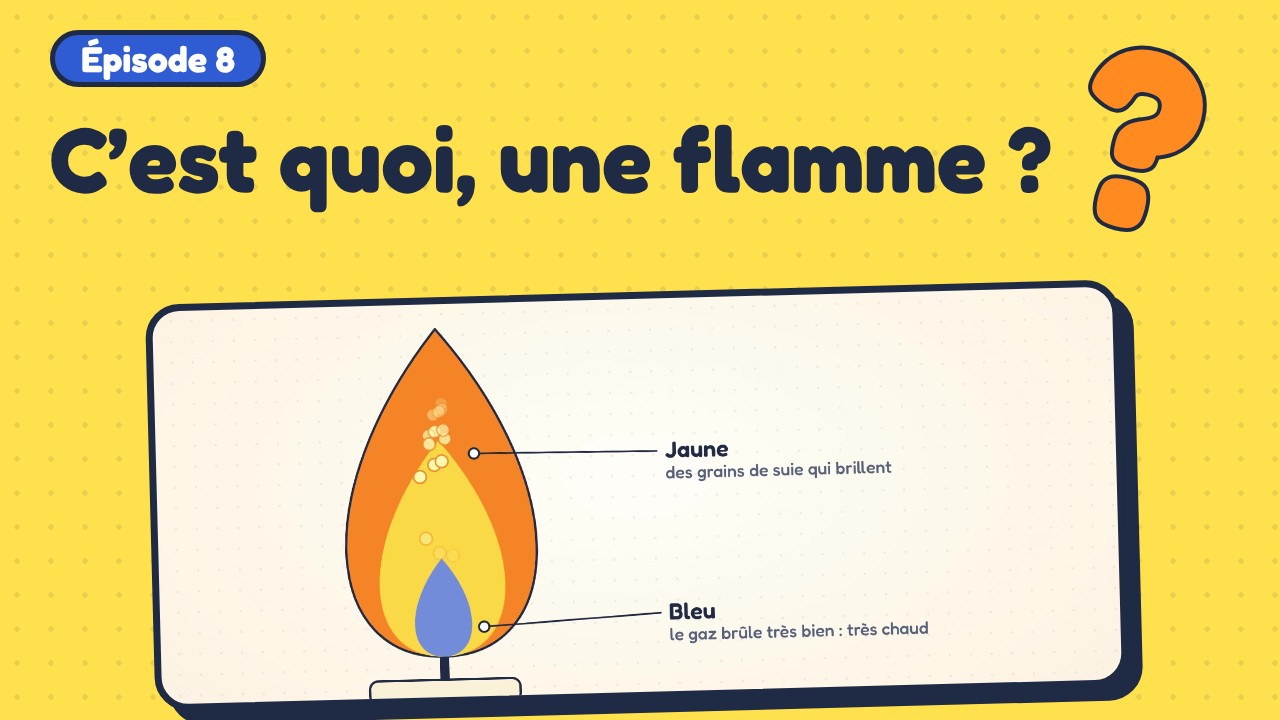 Épisode 8
C’est quoi, une flamme ?
?
Jaune
des grains de suie qui brillent
Bleu
le gaz brûle très bien : très chaud